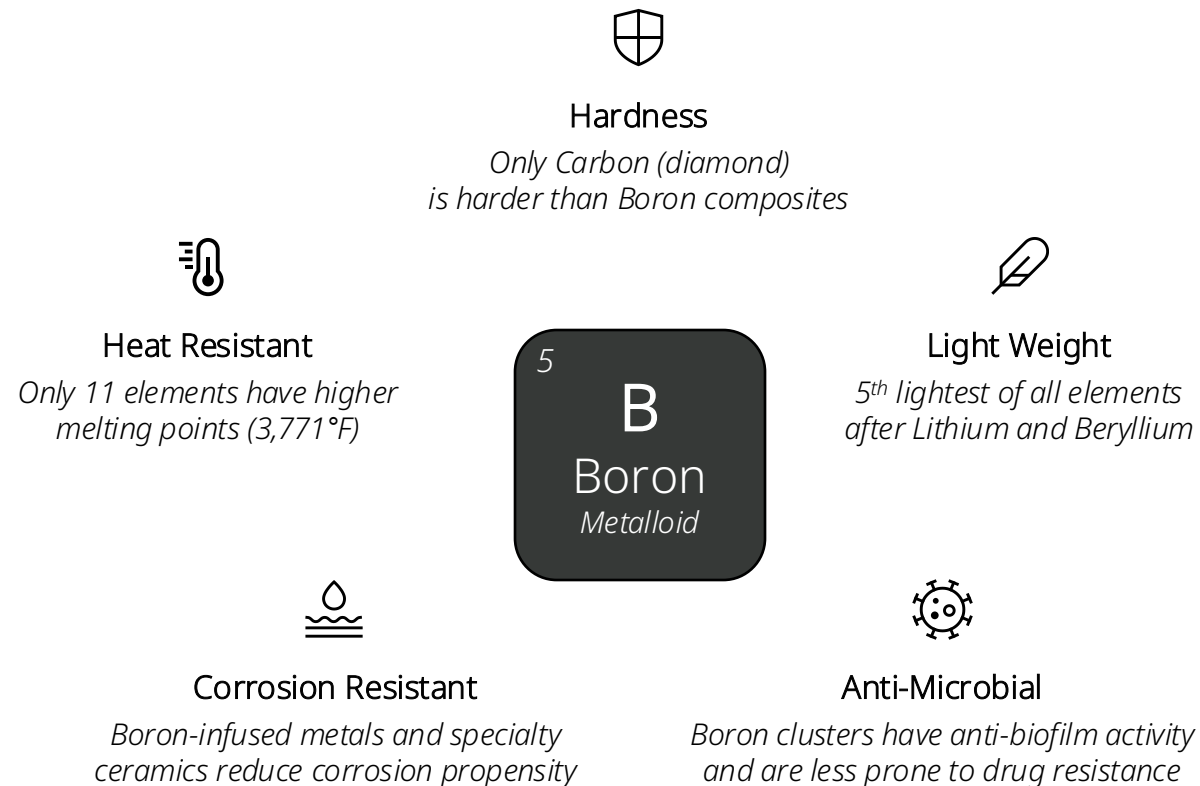 Hardness
Only Carbon (diamond)
is harder than Boron composites
Heat Resistant
Only 11 elements have higher
melting points (3,771°F)
Light Weight
5th lightest of all elements
after Lithium and Beryllium
5
B
Boron
Metalloid
Corrosion Resistant
Boron-infused metals and specialty
ceramics reduce corrosion propensity
Anti-Microbial
Boron clusters have anti-biofilm activity
and are less prone to drug resistance